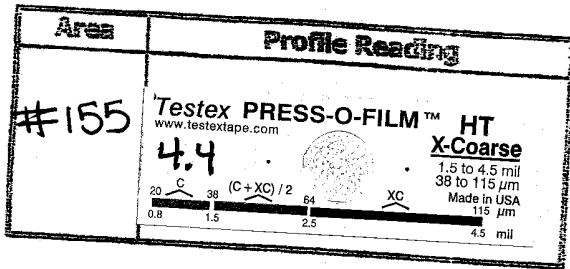 Area
Profile Reading
#155
Testex PRESS-O-FILM™ HT
www.testextape.com
X-Coarse
4.4
1.5 to 4.5 mil
38 to 115 µm
Made in USA
20 C 38 (C + XC) / 2 64 XC 115 µm
0.8 1.5 2.5 4.5 mil